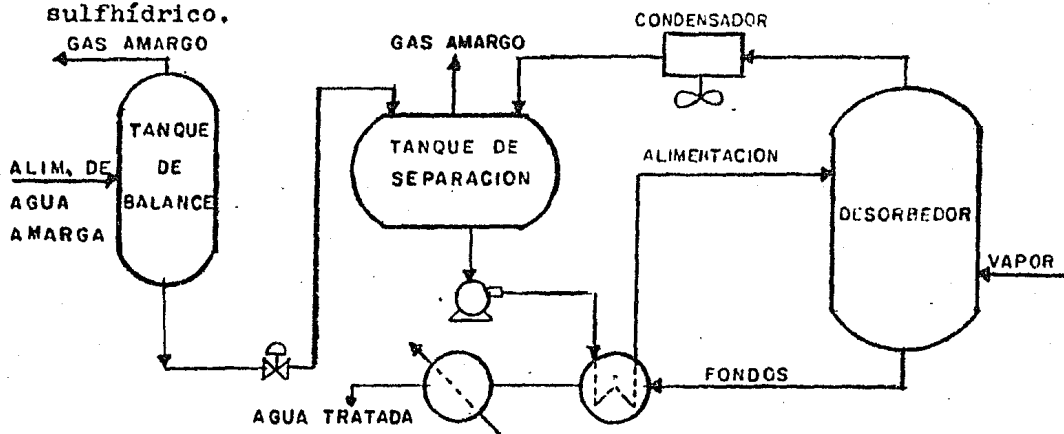 sulfhídrico.
GAS AMARGO
TANQUE
DE
BALANCE
ALIM. DE
AGUA
AMARGA
GAS AMARGO
TANQUE DE
SEPARACION
CONDENSADOR
ALIMENTACION
DESORBEDOR
VAPOR
FONDOS
AGUA TRATADA